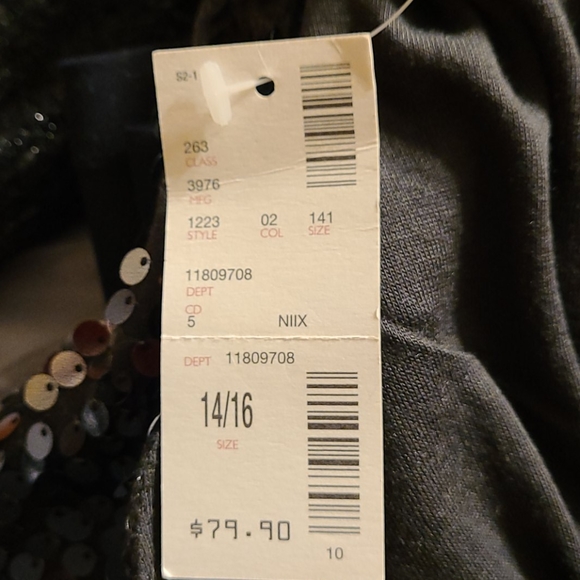 S2-1
263
CLASS
3976
MFG
1223 02 141
STYLE COL SIZE
11809708
DEPT
CD
5 NIIX
DEPT 11809708
14/16
SIZE
$79.90
10